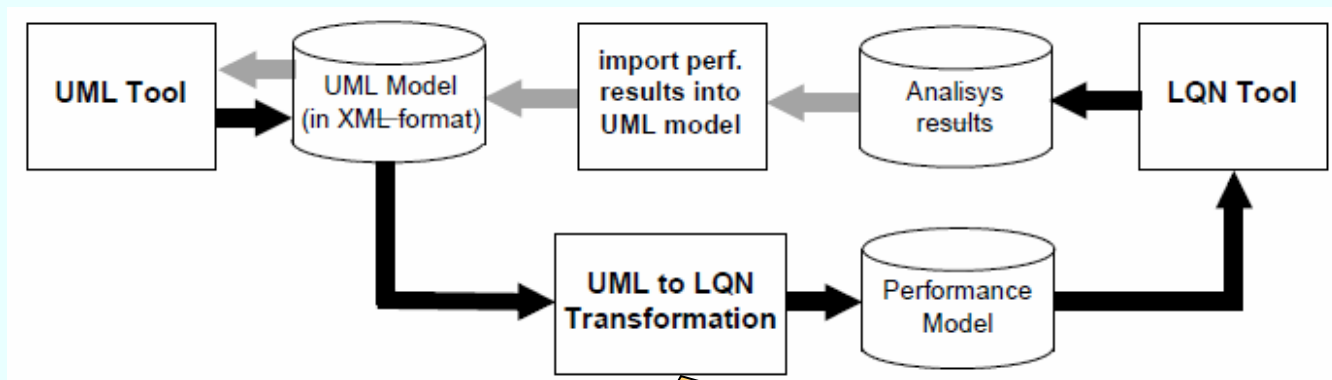 UML Tool
UML Model
(in XML format)
import perf.
results into
UML model
Analisys
results
LQN Tool
UML to LQN
Transformation
Performance
Model